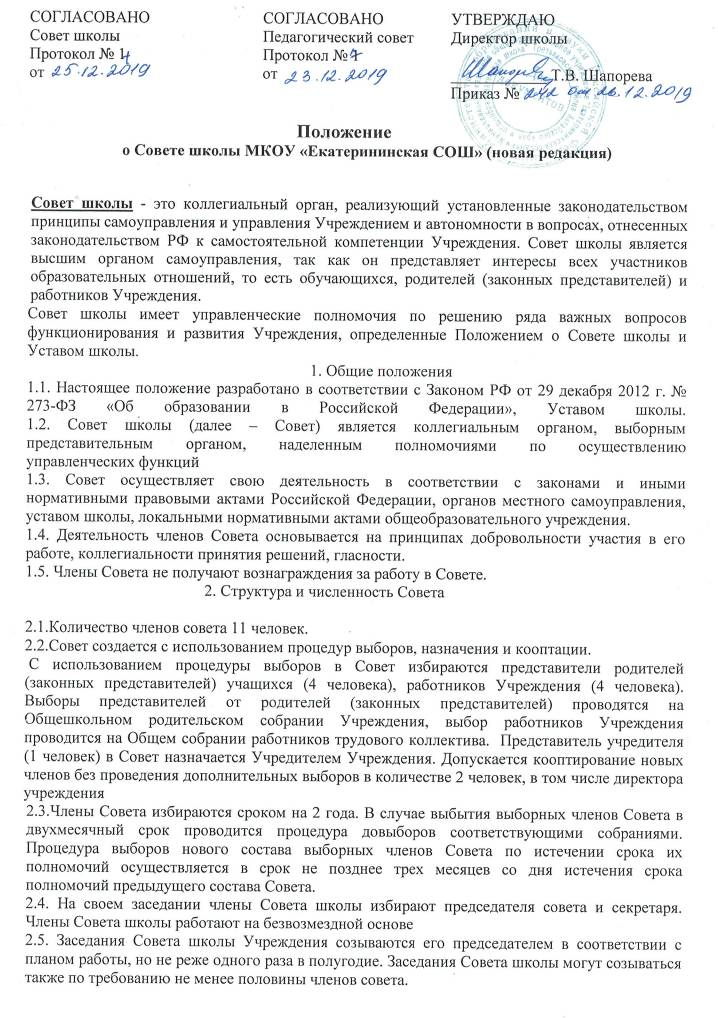 СОГЛАСОВАНО
Совет школы
Протокол № 4
от 25.12.2019
СОГЛАСОВАНО
Педагогический совет
Протокол №7
от 23.12.2019
УТВЕРЖДАЮ
Директор школы
Т.В. Шапорева
Приказ № 242 от 26.12.2019
Положение
о Совете школы МКОУ «Екатерининская СОШ» (новая редакция)
Совет школы - это коллегиальный орган, реализующий установленные законодательством
принципы самоуправления и управления Учреждением и автономности в вопросах, отнесенных
законодательством РФ к самостоятельной компетенции Учреждения. Совет школы является
высшим органом самоуправления, так как он представляет интересы всех участников
образовательных отношений, то есть обучающихся, родителей (законных представителей) и
работников Учреждения.
Совет школы имеет управленческие полномочия по решению ряда важных вопросов
функционирования и развития Учреждения, определенные Положением о Совете школы и
Уставом школы.
1. Общие положения
1.1. Настоящее положение разработано в соответствии с Законом РФ от 29 декабря 2012 г. №
273-ФЗ «Об образовании в Российской Федерации», Уставом школы.
1.2. Совет школы (далее – Совет) является коллегиальным органом, выборным
представительным органом, наделенным полномочиями по осуществлению
управленческих функций
1.3. Совет осуществляет свою деятельность в соответствии с законами и иными
нормативными правовыми актами Российской Федерации, органов местного самоуправления,
уставом школы, локальными нормативными актами общеобразовательного учреждения.
1.4. Деятельность членов Совета основывается на принципах добровольности участия в его
работе, коллегиальности принятия решений, гласности.
1.5. Члены Совета не получают вознаграждения за работу в Совете.
2. Структура и численность Совета
2.1.Количество членов совета 11 человек.
2.2.Совет создается с использованием процедур выборов, назначения и кооптации.
С использованием процедуры выборов в Совет избираются представители родителей
(законных представителей) учащихся (4 человека), работников Учреждения (4 человека).
Выборы представителей от родителей (законных представителей) проводятся на
Общешкольном родительском собрании Учреждения, выбор работников Учреждения
проводится на Общем собрании работников трудового коллектива. Представитель учредителя
(1 человек) в Совет назначается Учредителем Учреждения. Допускается кооптирование новых
членов без проведения дополнительных выборов в количестве 2 человек, в том числе директора
учреждения
2.3.Члены Совета избираются сроком на 2 года. В случае выбытия выборных членов Совета в
двухмесячный срок проводится процедура довыборов соответствующими собраниями.
Процедура выборов нового состава выборных членов Совета по истечении срока их
полномочий осуществляется в срок не позднее трех месяцев со дня истечения срока
полномочий предыдущего состава Совета.
2.4. На своем заседании члены Совета школы избирают председателя совета и секретаря.
Члены Совета школы работают на безвозмездной основе
2.5. Заседания Совета школы Учреждения созываются его председателем в соответствии с
планом работы, но не реже одного раза в полугодие. Заседания Совета школы могут созываться
также по требованию не менее половины членов совета.